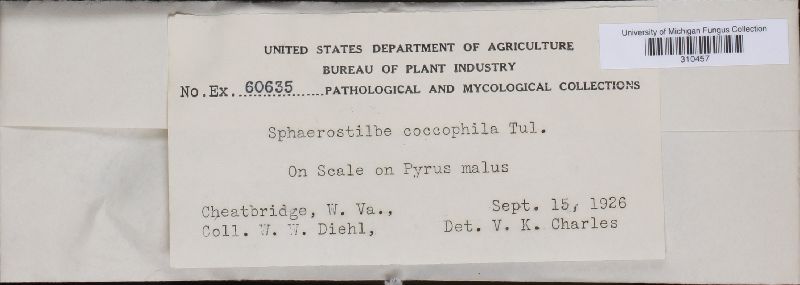 UNITED STATES DEPARTMENT OF AGRICULTURE
BUREAU OF PLANT INDUSTRY
No.Ex. 60635 ...... PATHOLOGICAL AND MYCOLOGICAL COLLECTIONS
University of Michigan Fungus Collection
310457
Sphaerostilbe coccophila Tul.
On Scale on Pyrus malus
Cheatbridge, W. Va., Sept. 15, 1926
Coll. W. W. Diehl, Det. V. K. Charles